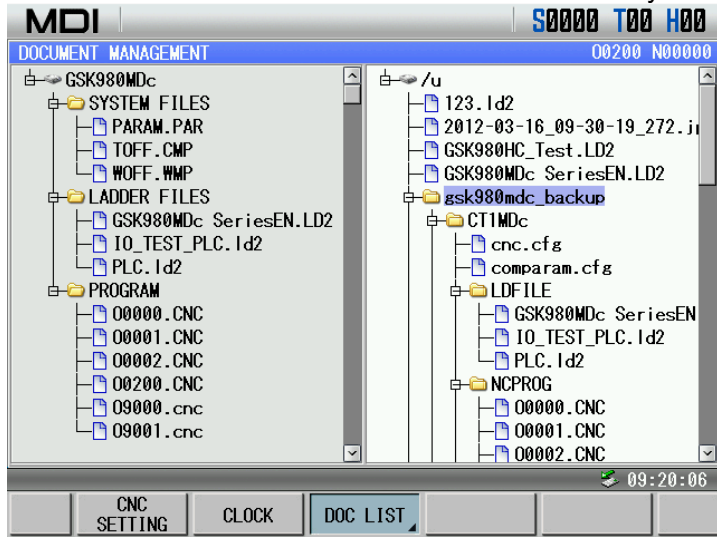 MDI S0000 T00 H00
DOCUMENT MANAGEMENT O0200 N00000
GSK980MDc
SYSTEM FILES
PARAM.PAR
TOFF.CMP
WOFF.WMP
LADDER FILES
GSK980MDc SeriesEN.LD2
IO_TEST_PLC.ld2
PLC.ld2
PROGRAM
O0000.CNC
O0001.CNC
O0002.CNC
O0200.CNC
O9000.cnc
O9001.cnc
/u
123.ld2
2012-03-16_09-30-19_272.j
GSK980HC_Test.LD2
GSK980MDc SeriesEN.LD2
gsk980mdc_backup
CT1MDc
cnc.cfg
comparam.cfg
LDFILE
GSK980MDc SeriesEN
IO_TEST_PLC.ld2
PLC.ld2
NCPROG
O0000.CNC
O0001.CNC
O0002.CNC
09:20:06
CNC SETTING
CLOCK
DOC LIST